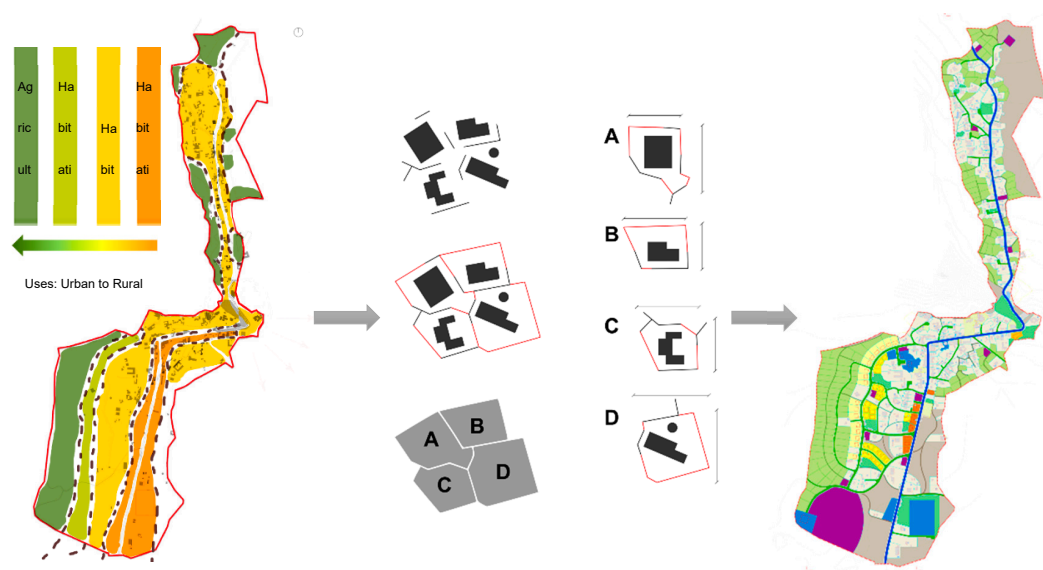 Ag
ric
ult
Ha
bit
ati
Ha
bit
Ha
bit
ati
Uses: Urban to Rural
A
B
C
D
A
B
C
D